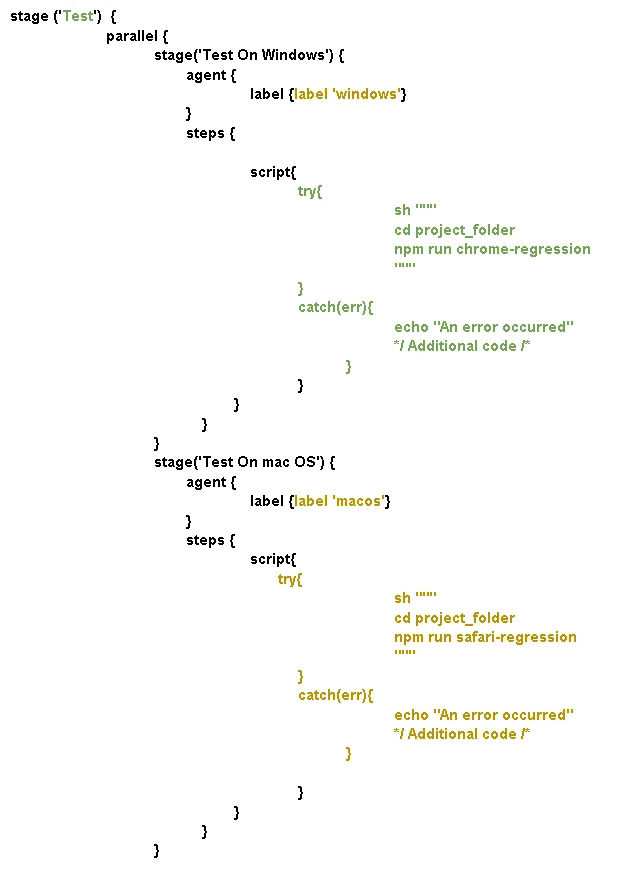 stage ('Test')  {
parallel {
stage('Test On Windows') {
agent {
label {label 'windows'}
}
steps {
script{
try{
sh '""'
cd project_folder
npm run chrome-regression
'""'
}
catch(err){
echo "An error occurred"
*/ Additional code /*
}
}
}
}
}
stage('Test On mac OS') {
agent {
label {label 'macos'}
}
steps {
script{
try{
sh '""'
cd project_folder
npm run safari-regression
'""'
}
catch(err){
echo "An error occurred"
*/ Additional code /*
}
}
}
}
}